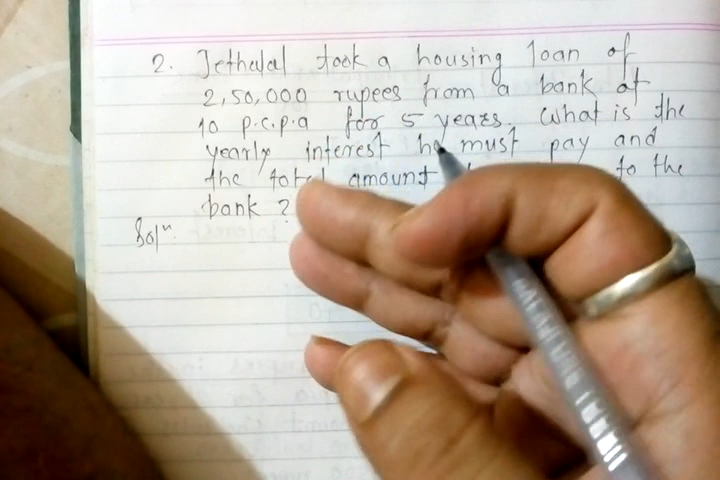 2. Jethalal took a housing loan of
2,50,000 rupees from a bank at
10 p.c.p.a for 5 years. What is the
yearly interest he must pay and
the total amount to the
bank ?
Solⁿ.